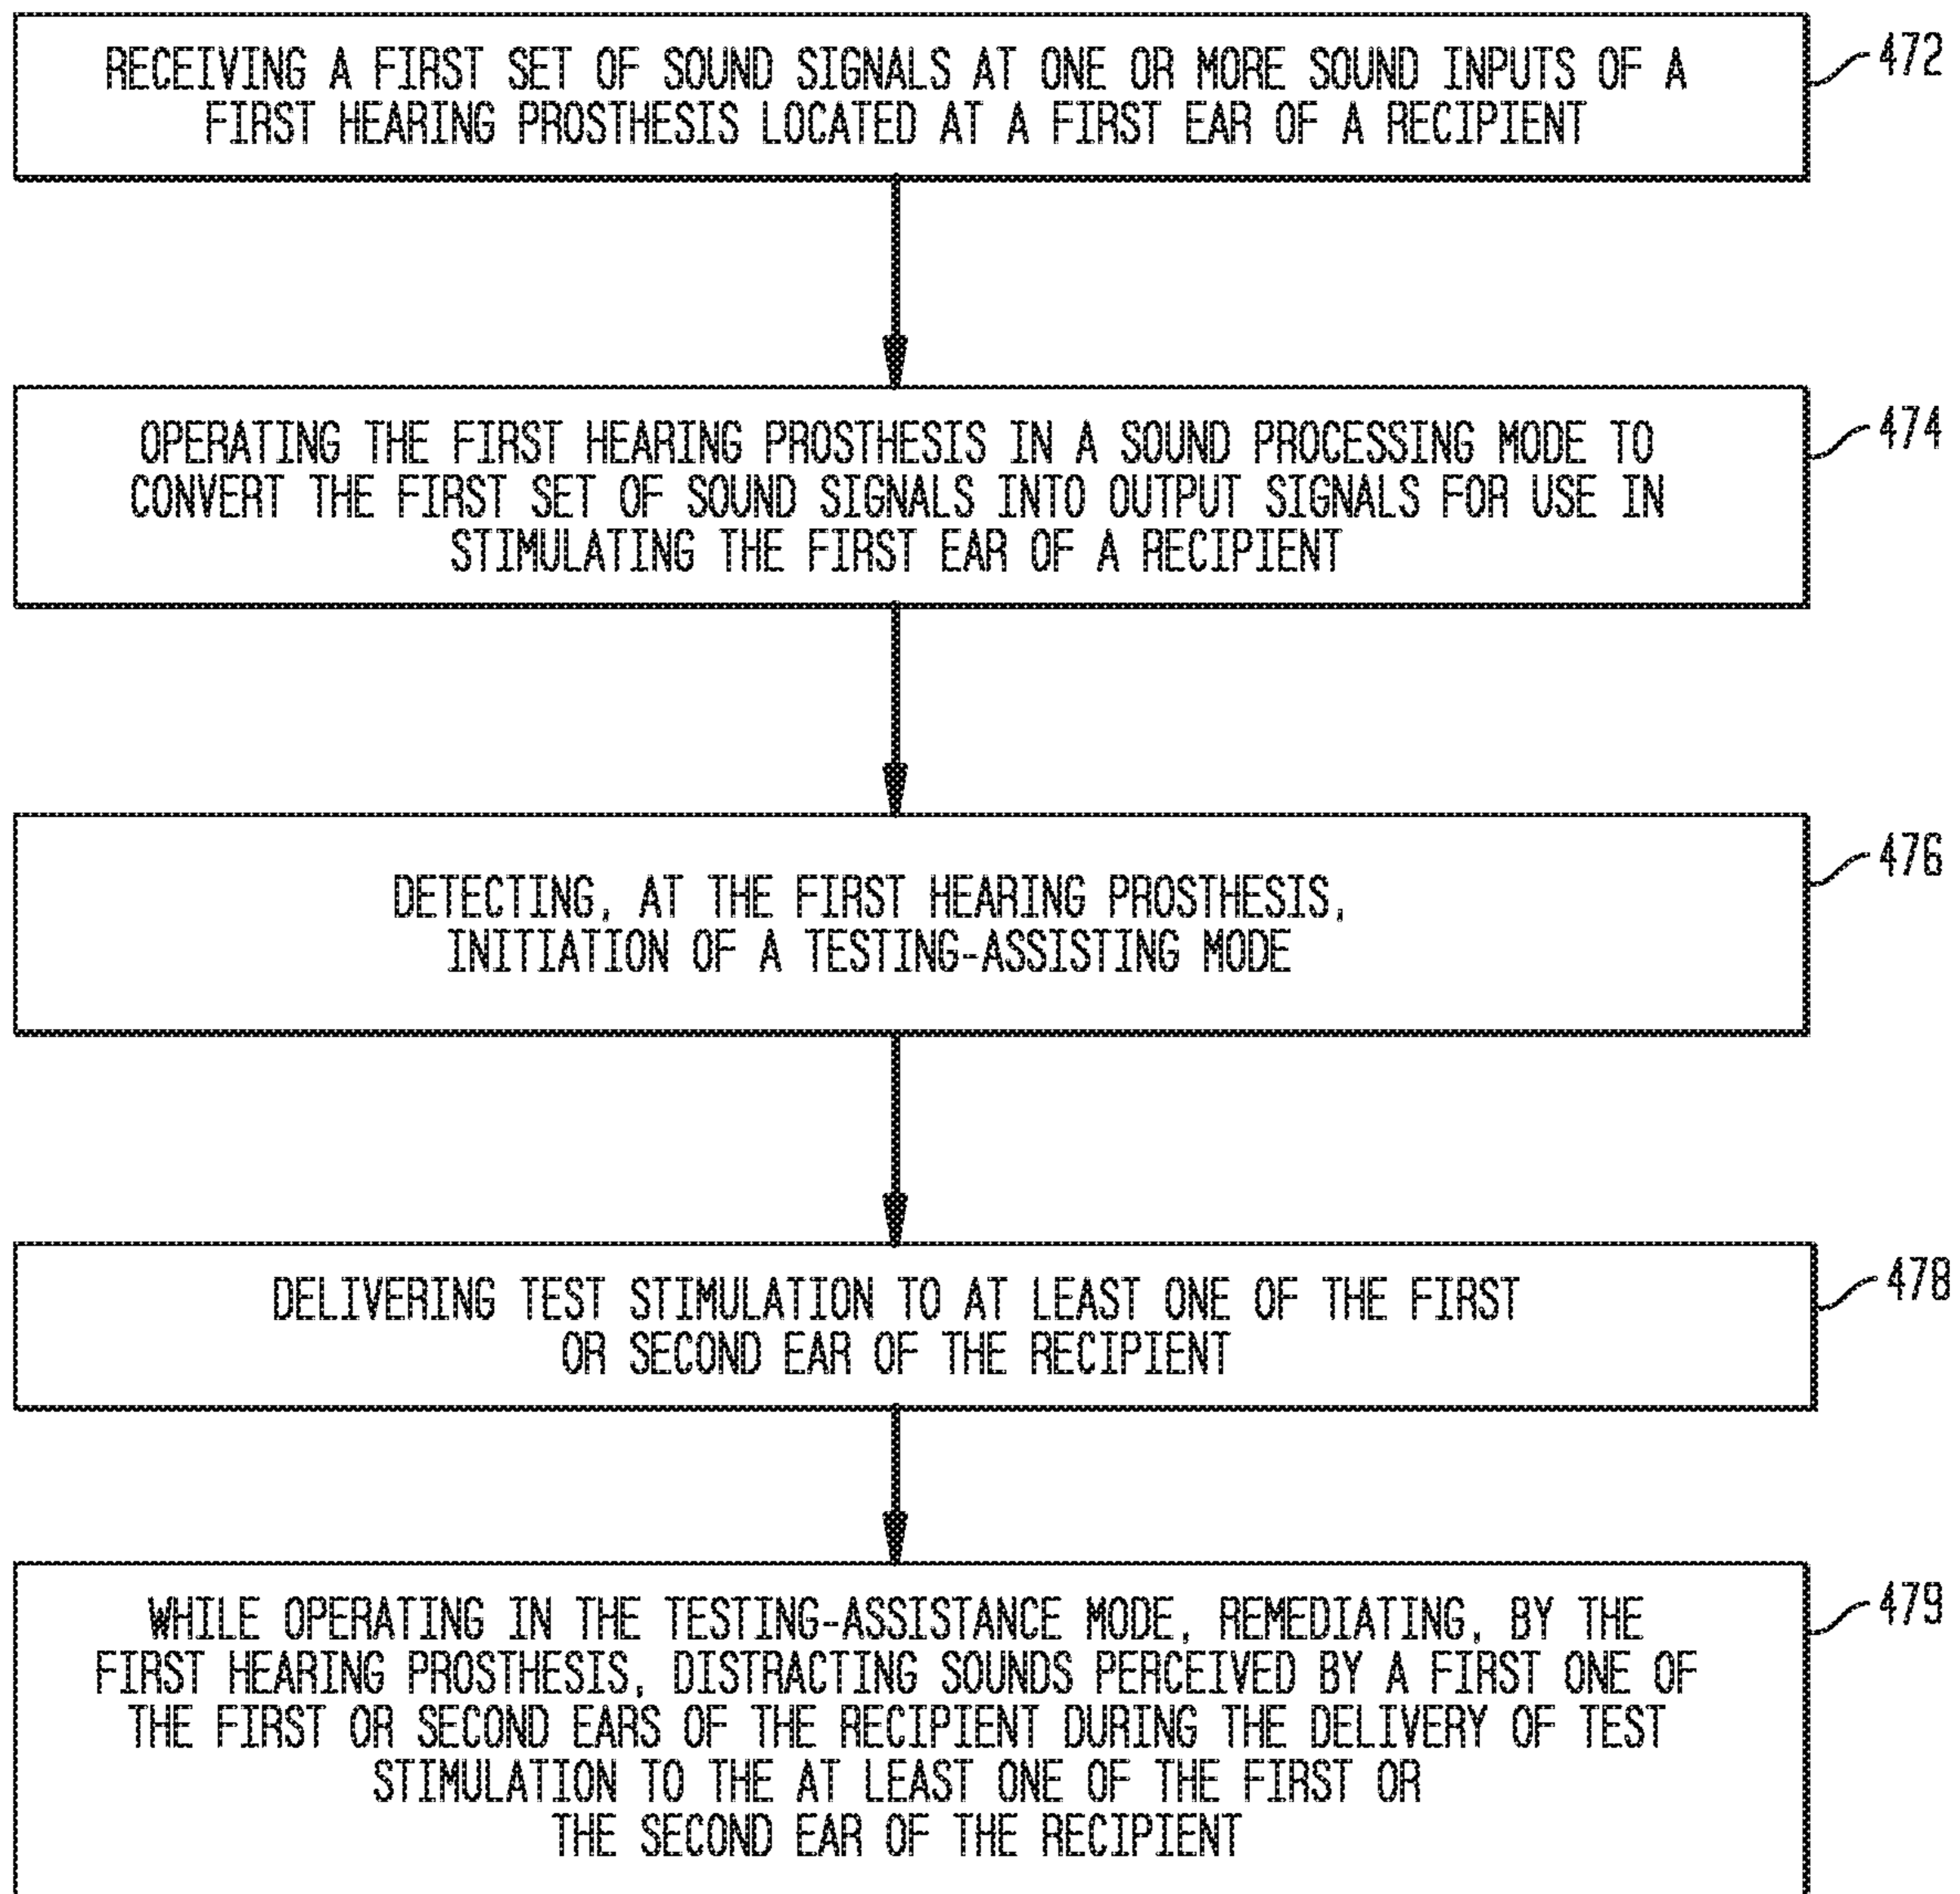 RECEIVING A FIRST SET OF SOUND SIGNALS AT ONE OR MORE SOUND INPUTS OF A
FIRST HEARING PROSTHESIS LOCATED AT A FIRST EAR OF A RECIPIENT
472
OPERATING THE FIRST HEARING PROSTHESIS IN A SOUND PROCESSING MODE TO
CONVERT THE FIRST SET OF SOUND SIGNALS INTO OUTPUT SIGNALS FOR USE IN
STIMULATING THE FIRST EAR OF A RECIPIENT
474
DETECTING, AT THE FIRST HEARING PROSTHESIS,
INITIATION OF A TESTING-ASSISTING MODE
476
DELIVERING TEST STIMULATION TO AT LEAST ONE OF THE FIRST
OR SECOND EAR OF THE RECIPIENT
478
WHILE OPERATING IN THE TESTING-ASSISTANCE MODE, REMEDIATING, BY THE
FIRST HEARING PROSTHESIS, DISTRACTING SOUNDS PERCEIVED BY A FIRST ONE OF
THE FIRST OR SECOND EARS OF THE RECIPIENT DURING THE DELIVERY OF TEST
STIMULATION TO THE AT LEAST ONE OF THE FIRST OR
THE SECOND EAR OF THE RECIPIENT
479